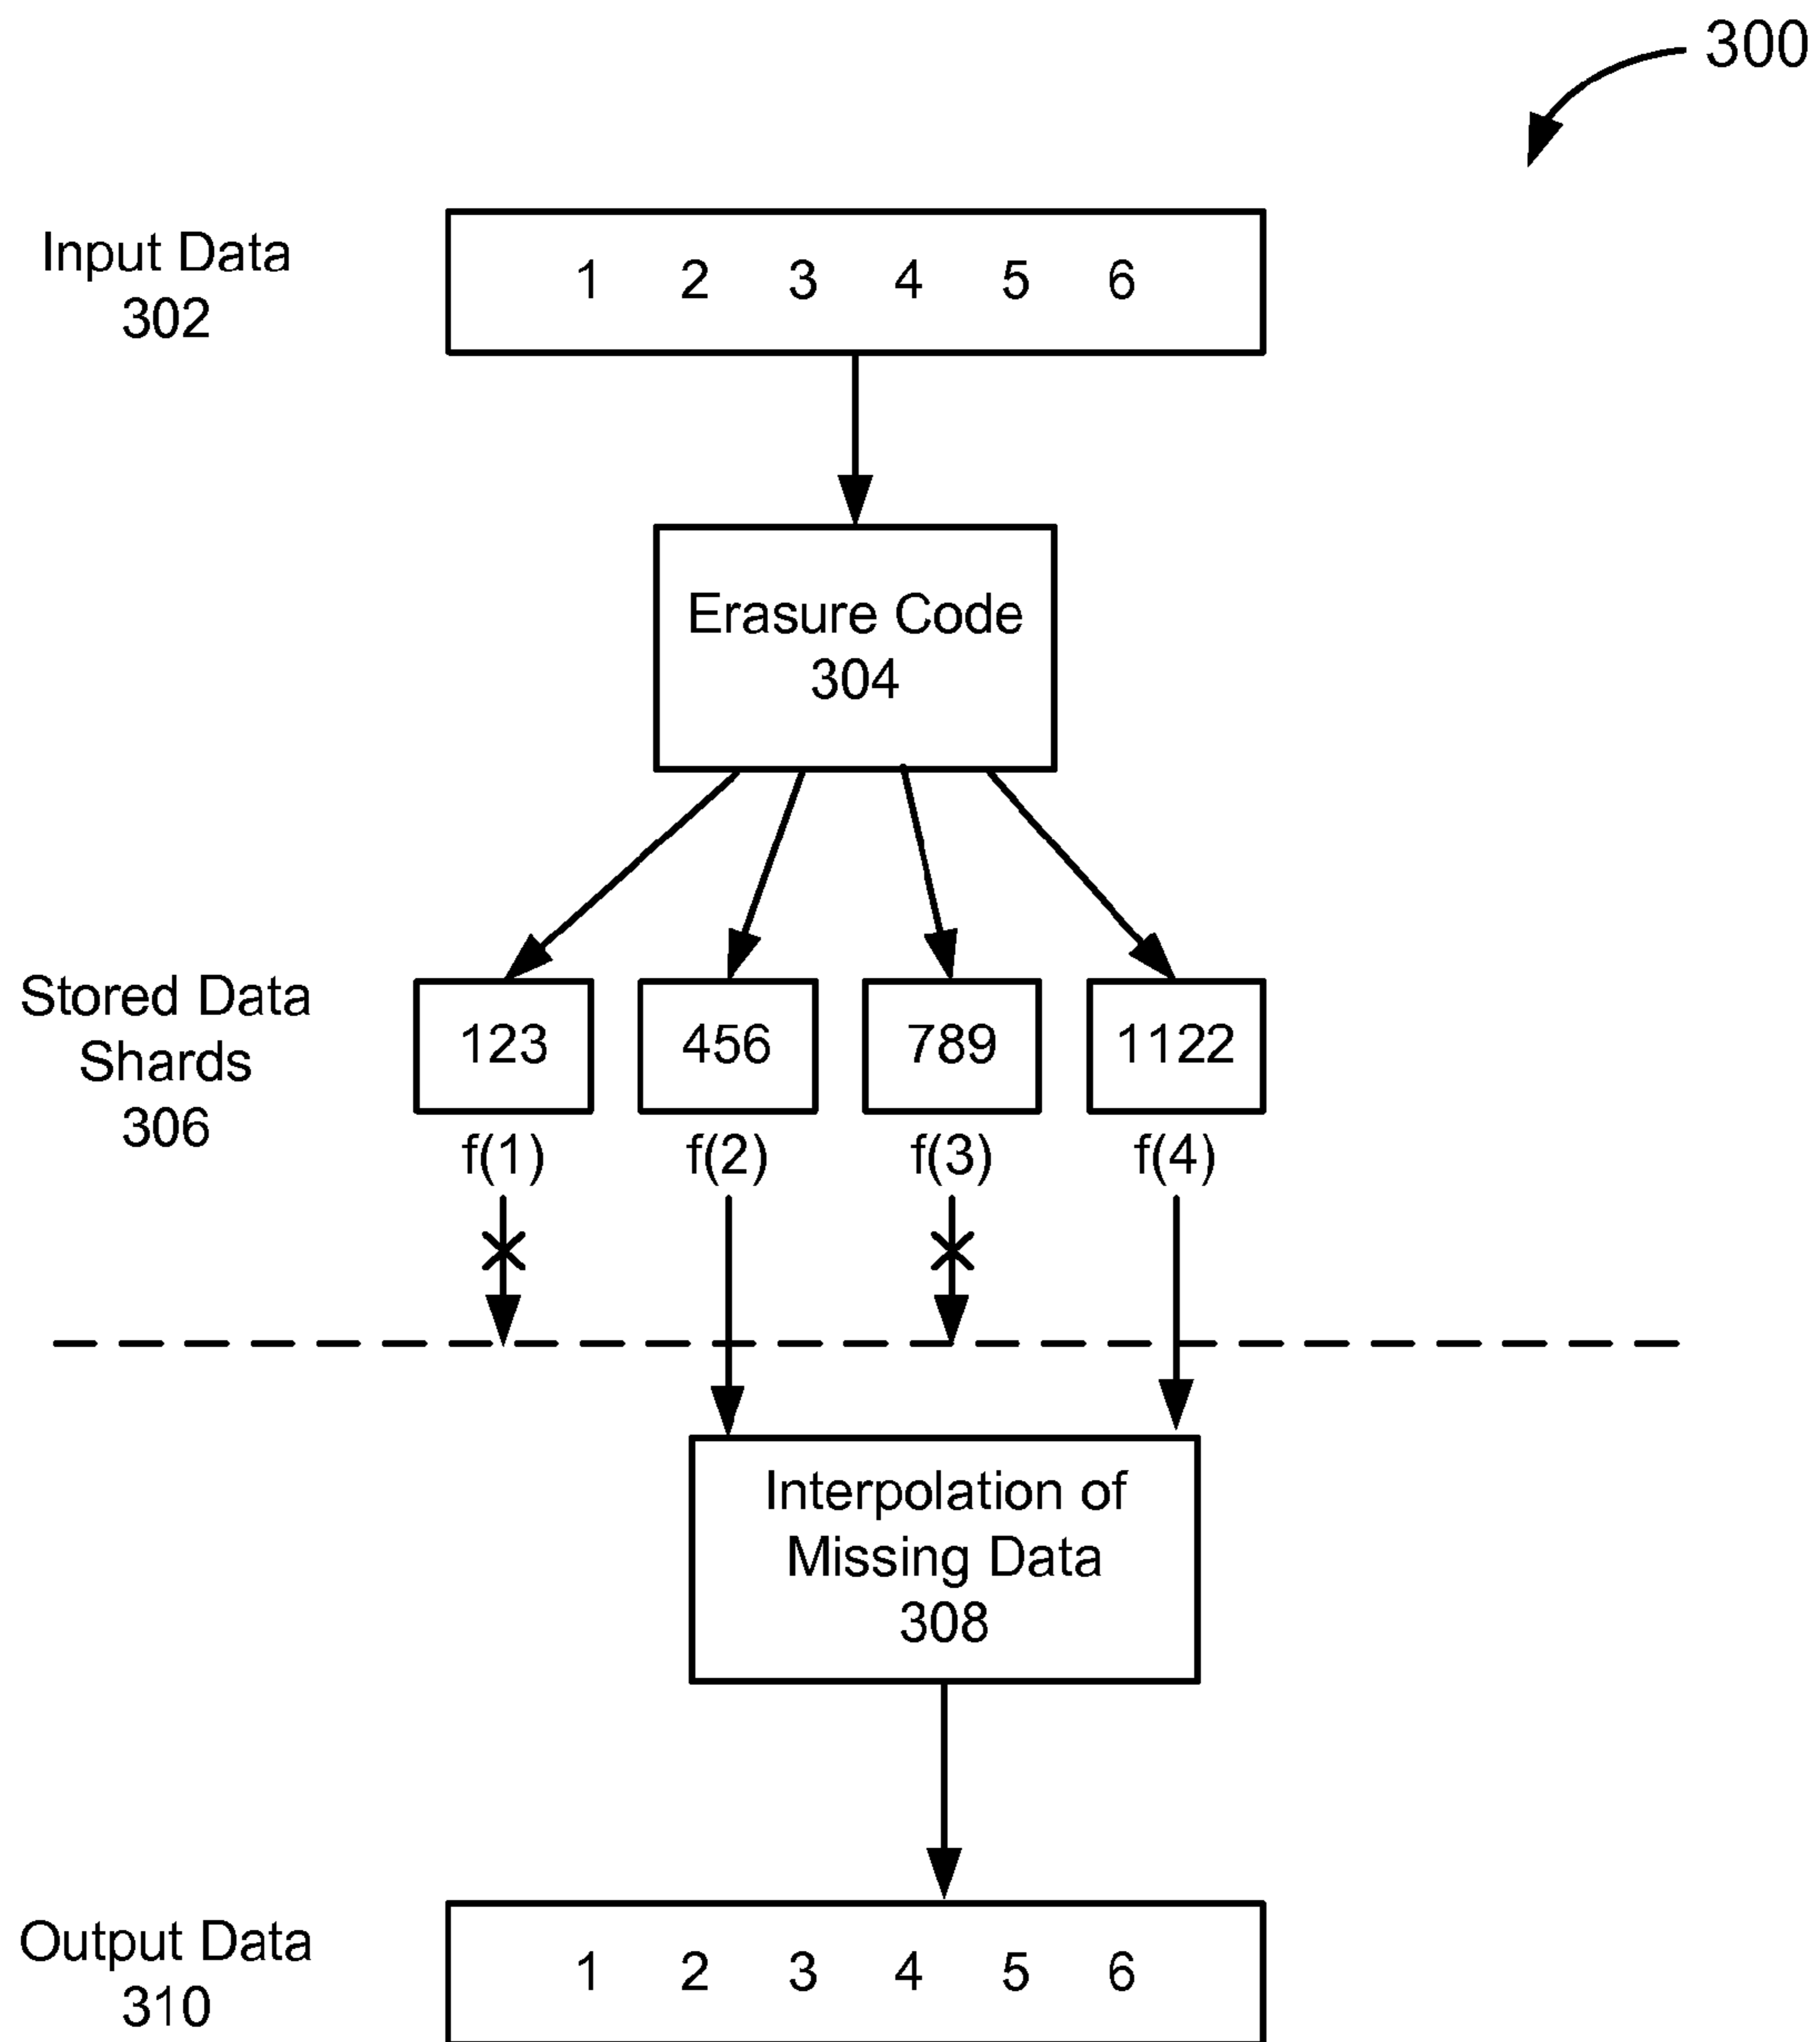 300
Input Data
302
1 2 3 4 5 6
Erasure Code
304
Stored Data
Shards
306
123 456 789 1122
f(1) f(2) f(3) f(4)
Interpolation of
Missing Data
308
Output Data
310
1 2 3 4 5 6